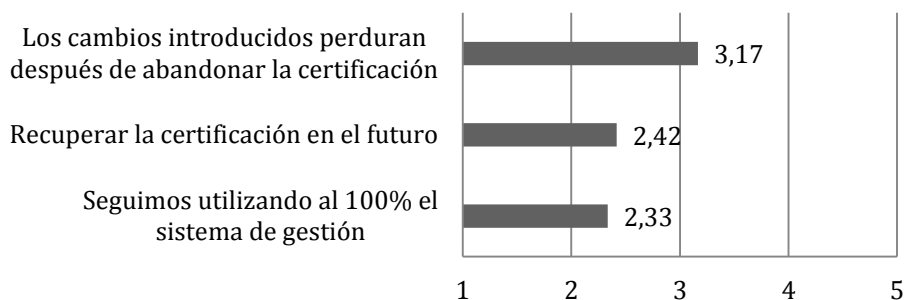 Los cambios introducidos perduran
después de abandonar la certificación
3,17
Recuperar la certificación en el futuro
2,42
Seguimos utilizando al 100% el
sistema de gestión
2,33
1 2 3 4 5